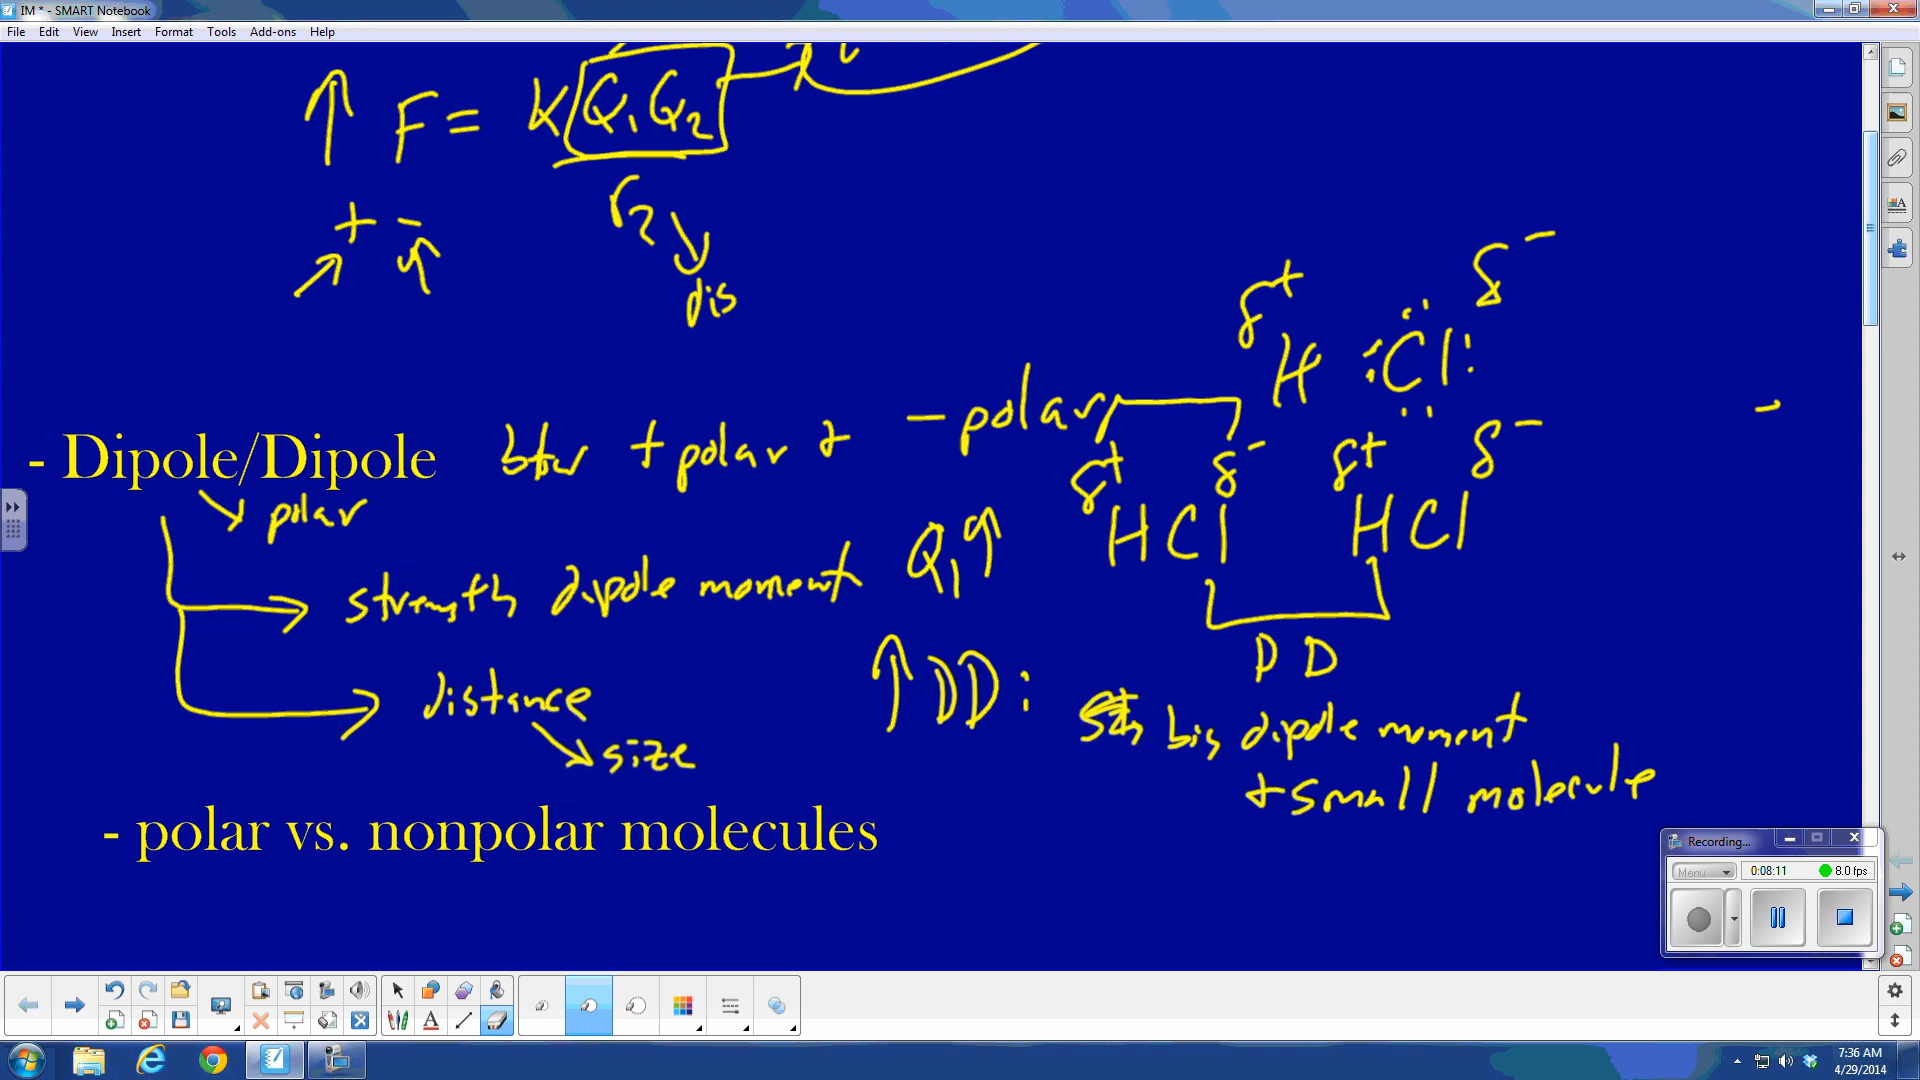 IM * - SMART Notebook
File Edit View Insert Format Tools Add-ons Help
↑ F = K Q₁Q₂
r₂
+ -
dis
δ⁺ δ⁻
H :Cl:
- Dipole/Dipole btw + polar & - polar
polar
δ⁺ δ⁻ δ⁺ δ⁻
HCl HCl
strength dipole moment Q₁↑
DD
distance ↑DD: big dipole moment
size + small molecule
- polar vs. nonpolar molecules
Recording...
Menu 0:08:11 8.0 fps
7:36 AM
4/29/2014